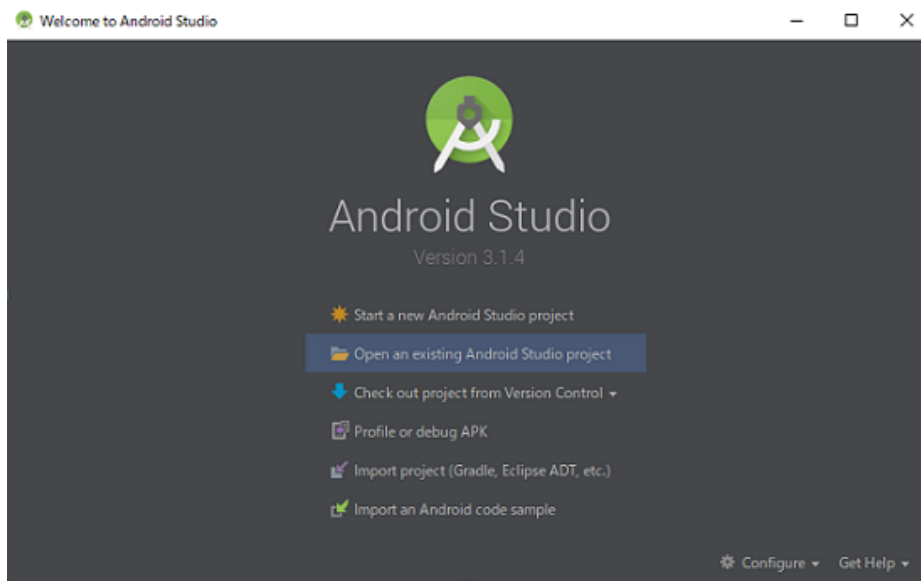 Welcome to Android Studio
Android Studio
Version 3.1.4
Start a new Android Studio project
Open an existing Android Studio project
Check out project from Version Control
Profile or debug APK
Import project (Gradle, Eclipse ADT, etc.)
Import an Android code sample
Configure Get Help